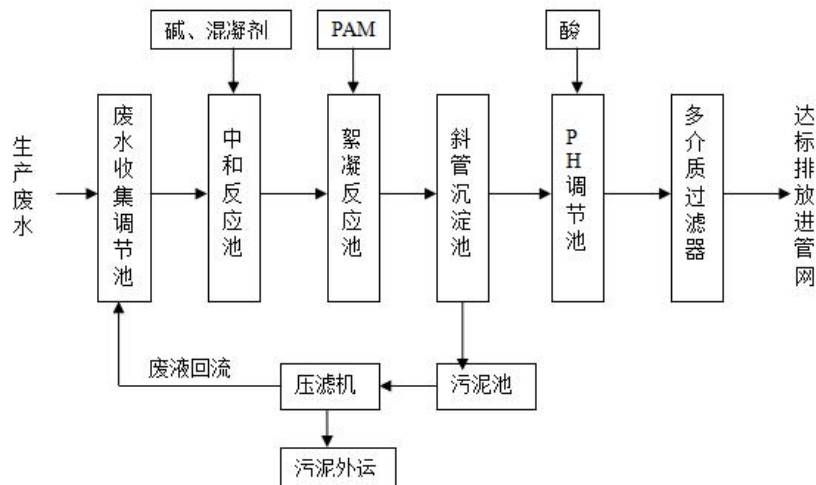 碱、混凝剂
PAM
酸
生产废水
废水收集调节池
中和反应池
絮凝反应池
斜管沉淀池
PH调节池
多介质过滤器
达标排放进管网
废液回流
压滤机
污泥池
污泥外运